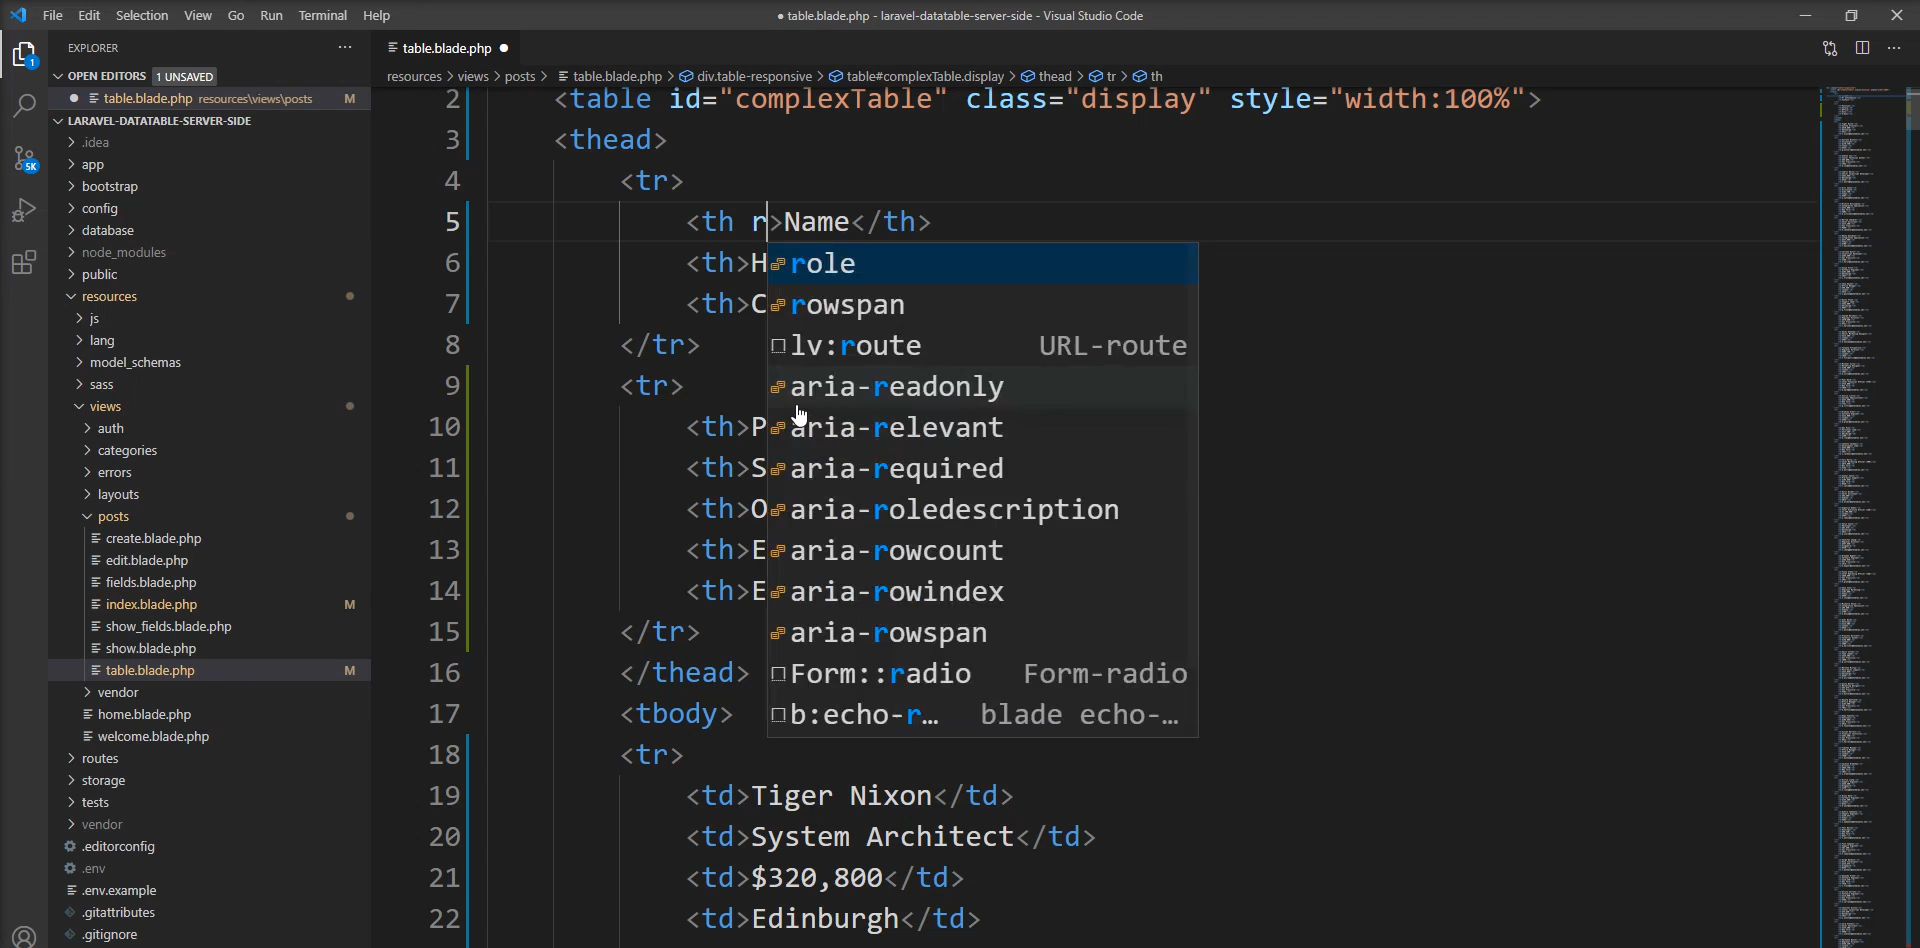 File Edit Selection View Go Run Terminal Help
● table.blade.php - laravel-datatable-server-side - Visual Studio Code
EXPLORER
OPEN EDITORS 1 UNSAVED
table.blade.php resources\views\posts M
LARAVEL-DATATABLE-SERVER-SIDE
.idea
app
bootstrap
config
database
node_modules
public
resources
js
lang
model_schemas
sass
views
auth
categories
errors
layouts
posts
create.blade.php
edit.blade.php
fields.blade.php
index.blade.php M
show_fields.blade.php
show.blade.php
table.blade.php M
vendor
home.blade.php
welcome.blade.php
routes
storage
tests
vendor
.editorconfig
.env
.env.example
.gitattributes
.gitignore
1
5K
table.blade.php
resources > views > posts > table.blade.php > div.table-responsive > table#complexTable.display > thead > tr > th
2 <table id="complexTable" class="display" style="width:100%">
3 <thead>
4 <tr>
5 <th r>Name</th>
6 <th>H
7 <th>C
8 </tr>
9 <tr>
10 <th>P
11 <th>S
12 <th>O
13 <th>E
14 <th>E
15 </tr>
16 </thead>
17 <tbody>
18 <tr>
19 <td>Tiger Nixon</td>
20 <td>System Architect</td>
21 <td>$320,800</td>
22 <td>Edinburgh</td>
role
rowspan
lv:route URL-route
aria-readonly
aria-relevant
aria-required
aria-roledescription
aria-rowcount
aria-rowindex
aria-rowspan
Form::radio Form-radio
b:echo-r… blade echo-…